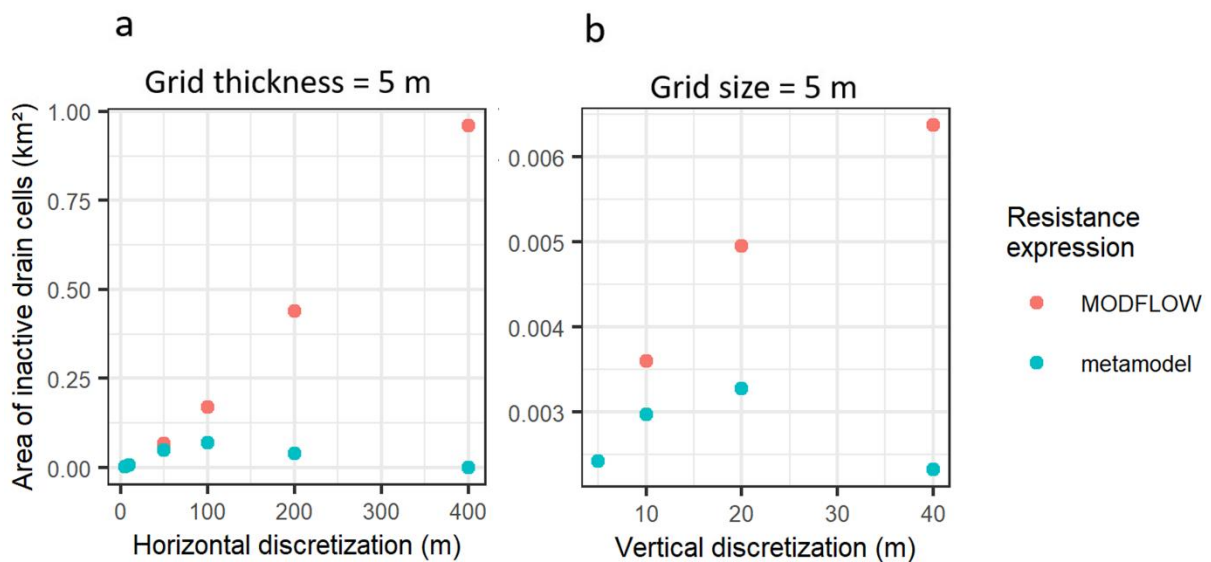 a
Grid thickness = 5 m
Area of inactive drain cells (km²)
1.00
0.75
0.50
0.25
0.00
0
100
200
300
400
Horizontal discretization (m)
b
Grid size = 5 m
0.006
0.005
0.004
0.003
10
20
30
40
Vertical discretization (m)
Resistance
expression
MODFLOW
metamodel